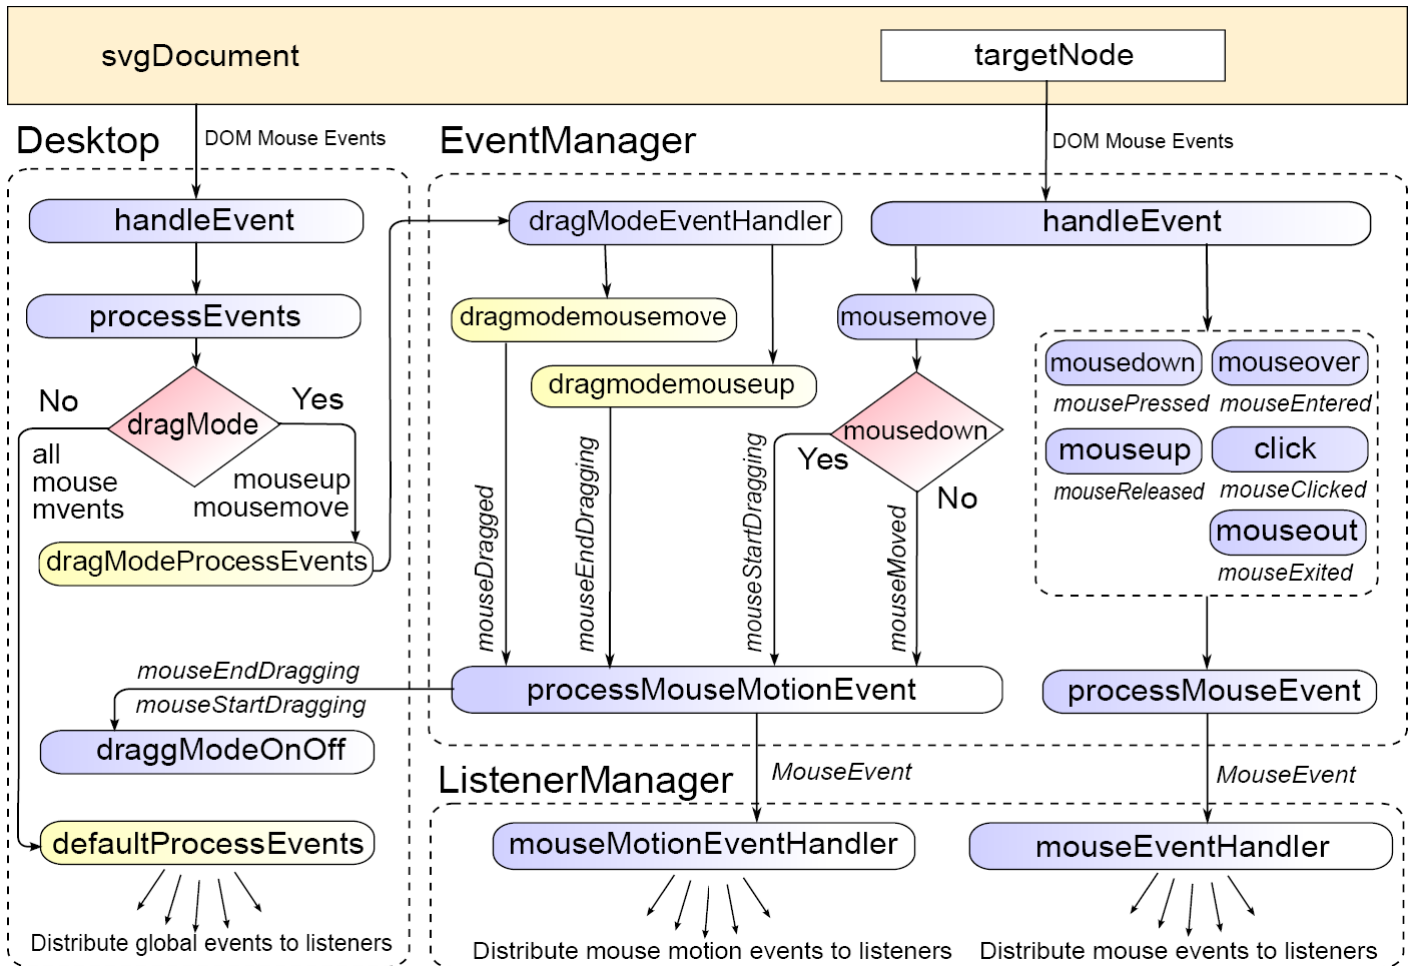 svgDocument
targetNode
DOM Mouse Events
DOM Mouse Events
Desktop
EventManager
handleEvent
processEvents
dragMode
No
Yes
all
mouse
mvents
mouseup
mousemove
dragModeProcessEvents
mouseEndDragging
mouseStartDragging
draggModeOnOff
defaultProcessEvents
Distribute global events to listeners
dragModeEventHandler
handleEvent
dragmodemousemove
mousemove
dragmodemouseup
mousedown
Yes
No
mouseDragged
mouseEndDragging
mouseStartDragging
mouseMoved
mousedown
mouseover
mousePressed
mouseEntered
mouseup
click
mouseReleased
mouseClicked
mouseout
mouseExited
processMouseMotionEvent
processMouseEvent
ListenerManager
MouseEvent
MouseEvent
mouseMotionEventHandler
mouseEventHandler
Distribute mouse motion events to listeners
Distribute mouse events to listeners